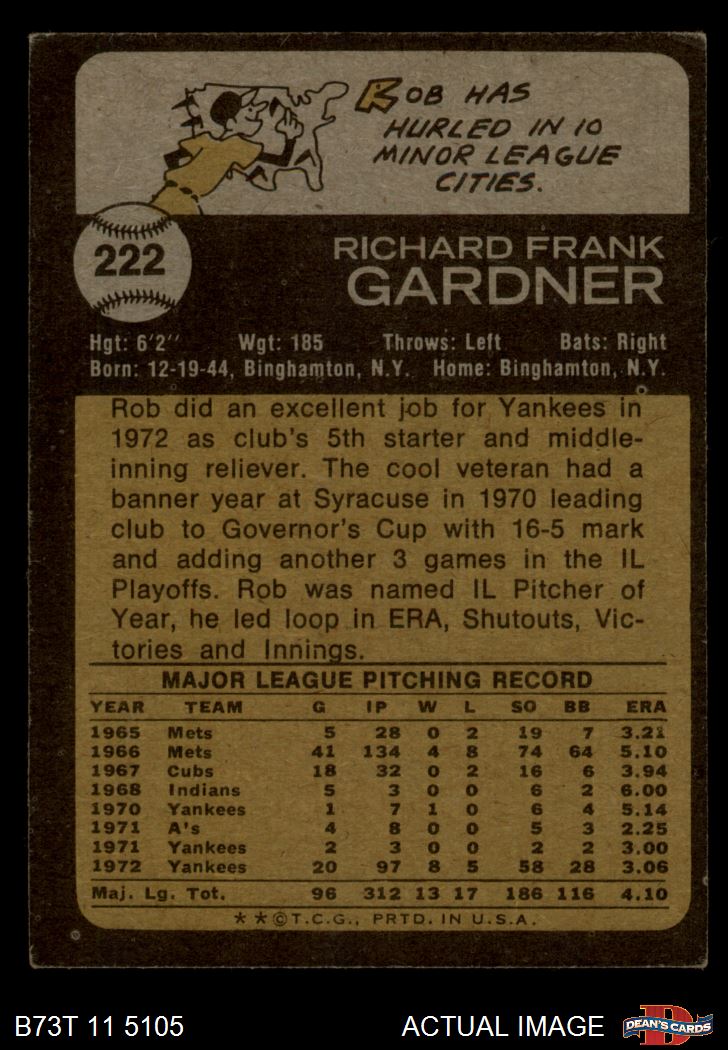 ROB HAS
HURLED IN 10
MINOR LEAGUE
CITIES.
222
RICHARD FRANK
GARDNER
Hgt: 6'2" Wgt: 185 Throws: Left Bats: Right
Born: 12-19-44, Binghamton, N.Y. Home: Binghamton, N.Y.
Rob did an excellent job for Yankees in
1972 as club's 5th starter and middle-
inning reliever. The cool veteran had a
banner year at Syracuse in 1970 leading
club to Governor's Cup with 16-5 mark
and adding another 3 games in the IL
Playoffs. Rob was named IL Pitcher of
Year, he led loop in ERA, Shutouts, Vic-
tories and Innings.
MAJOR LEAGUE PITCHING RECORD
YEAR TEAM G IP W L SO BB ERA
1965 Mets 5 28 0 2 19 7 3.21
1966 Mets 41 134 4 8 74 64 5.10
1967 Cubs 18 32 0 2 16 6 3.94
1968 Indians 5 3 0 0 6 2 6.00
1970 Yankees 1 7 1 0 6 4 5.14
1971 A's 4 8 0 0 5 3 2.25
1971 Yankees 2 3 0 0 2 2 3.00
1972 Yankees 20 97 8 5 58 28 3.06
Maj. Lg. Tot. 96 312 13 17 186 116 4.10
* * © T.C.G., PRTD. IN U.S.A.
B73T 11 5105 ACTUAL IMAGE
D
DEAN'S CARDS